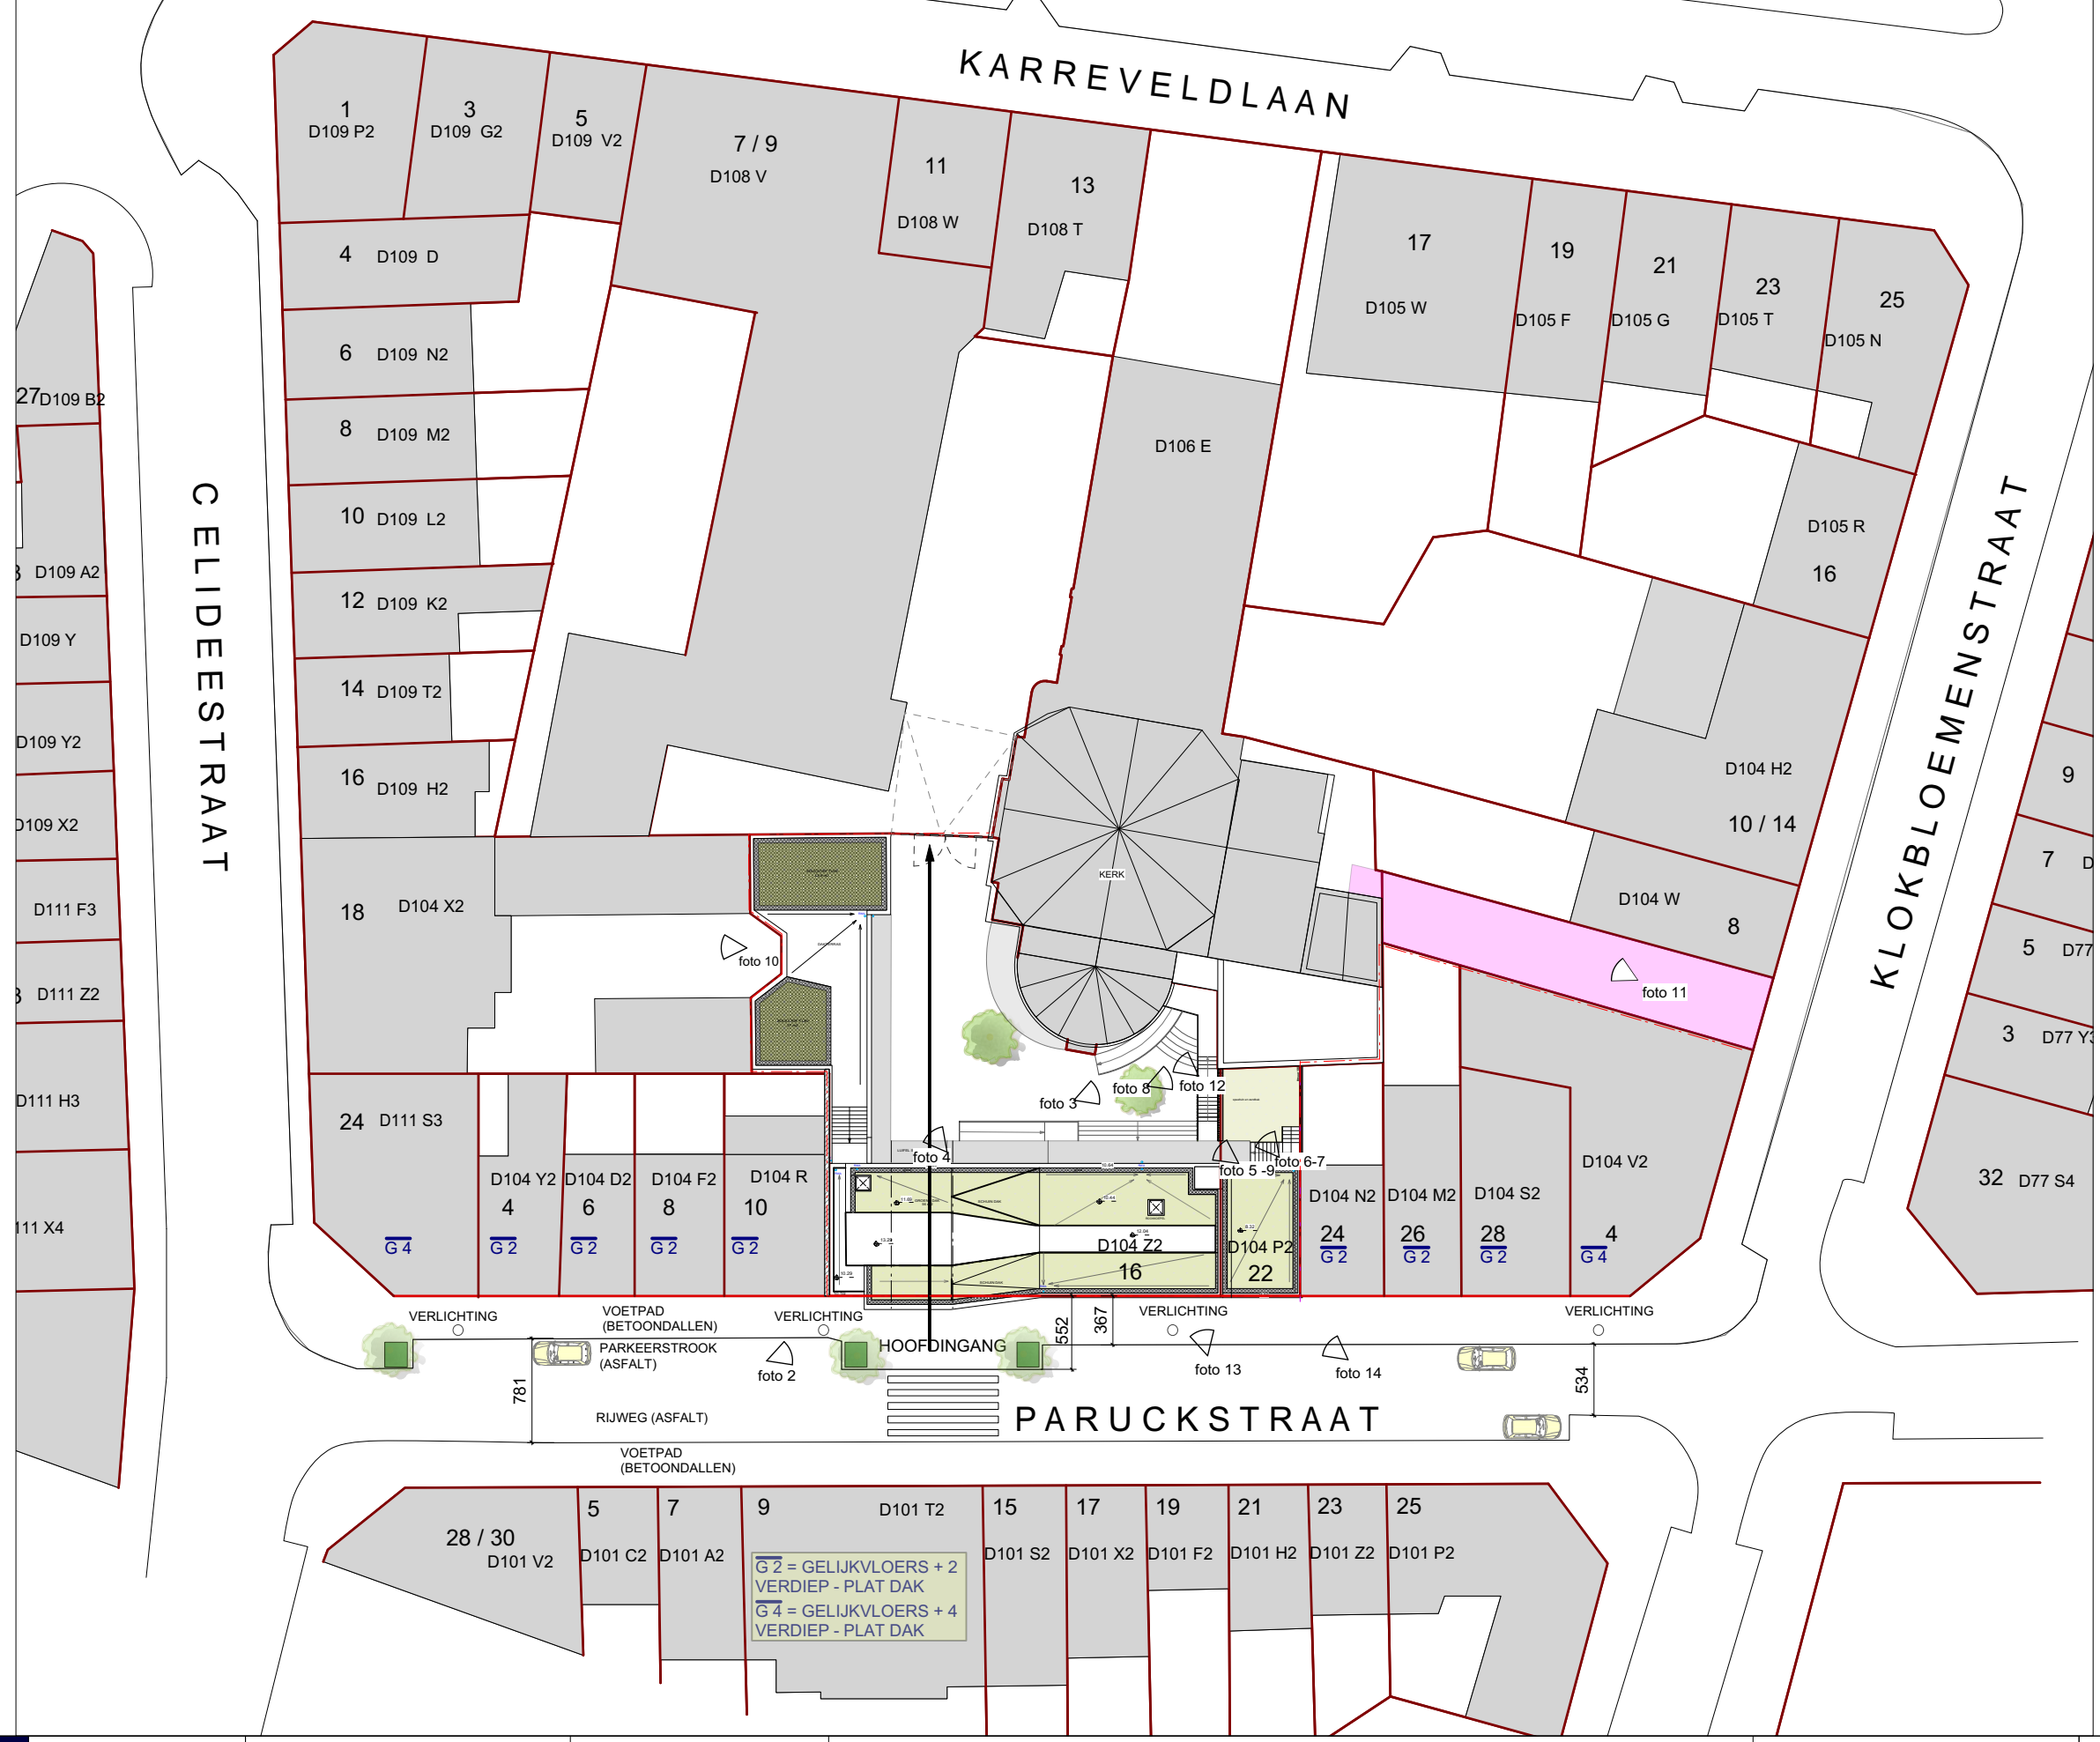 KARREVELDLAAN
1
D109 P2
3
D109 G2
5
D109 V2
7 / 9
D108 V
11
D108 W
13
D108 T
17
D105 W
19
D105 F
21
D105 G
23
D105 T
25
D105 N
4 D109 D
6 D109 N2
8 D109 M2
10 D109 L2
12 D109 K2
14 D109 T2
16 D109 H2
18 D104 X2
27 D109 B2
D109 A2
D109 Y
D109 Y2
D109 X2
D111 F3
D111 Z2
D111 H3
111 X4
CELIDEESTRAAT
D106 E
D105 R
16
D104 H2
10 / 14
D104 W
8
KLOKBLOEMENSTRAAT
9
7 D
5 D77
3 D77 Y3
32 D77 S4
KERK
foto 10
foto 11
foto 8
foto 12
foto 3
foto 4
foto 5 -9
foto 6-7
24 D111 S3
G 4
D104 Y2
4
G 2
D104 D2
6
G 2
D104 F2
8
G 2
D104 R
10
G 2
D104 Z2
16
D104 P2
22
D104 N2
24
G 2
D104 M2
26
G 2
D104 S2
28
G 2
D104 V2
4
G 4
VERLICHTING
VOETPAD
(BETOONDALLEN)
VERLICHTING
VERLICHTING
VERLICHTING
PARKEERSTROOK
(ASFALT)
foto 2
HOOFDINGANG
552
367
foto 13
foto 14
534
781
RIJWEG (ASFALT)
PARUCKSTRAAT
VOETPAD
(BETOONDALLEN)
28 / 30
D101 V2
5
D101 C2
7
D101 A2
9
D101 T2
15
D101 S2
17
D101 X2
19
D101 F2
21
D101 H2
23
D101 Z2
25
D101 P2
G 2 = GELIJKVLOERS + 2
VERDIEP - PLAT DAK
G 4 = GELIJKVLOERS + 4
VERDIEP - PLAT DAK